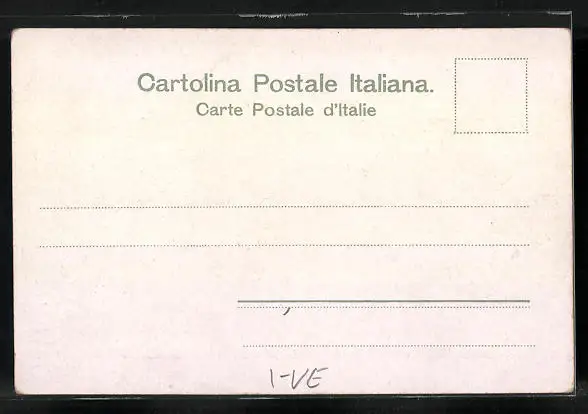 Cartolina Postale Italiana.
Carte Postale d'Italie
I-VE